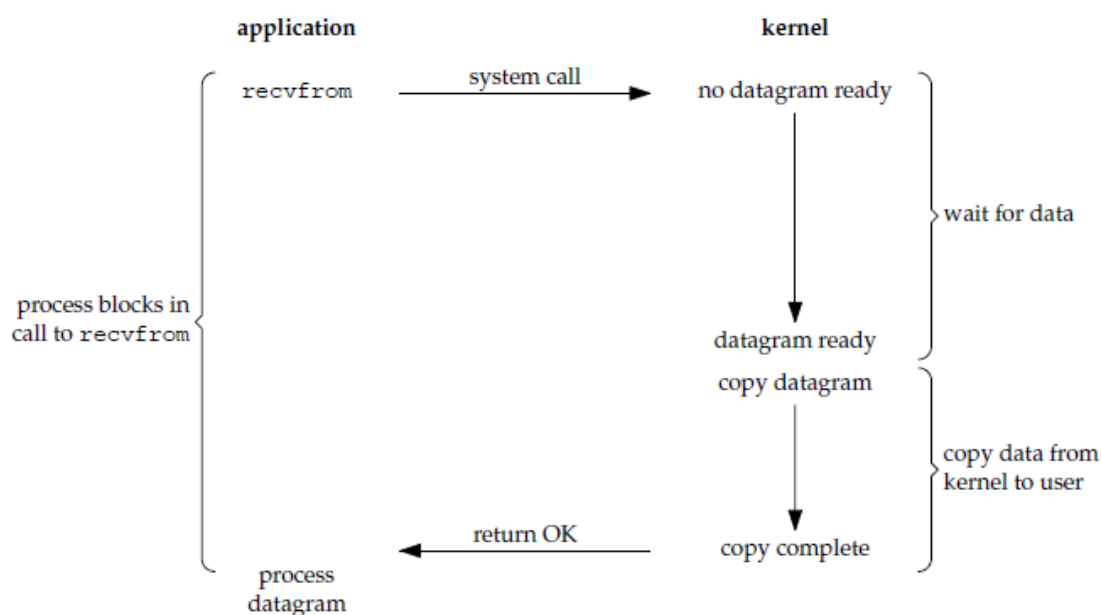 application
kernel
recvfrom
system call
no datagram ready
wait for data
process blocks in
call to recvfrom
datagram ready
copy datagram
copy data from
kernel to user
return OK
copy complete
process
datagram